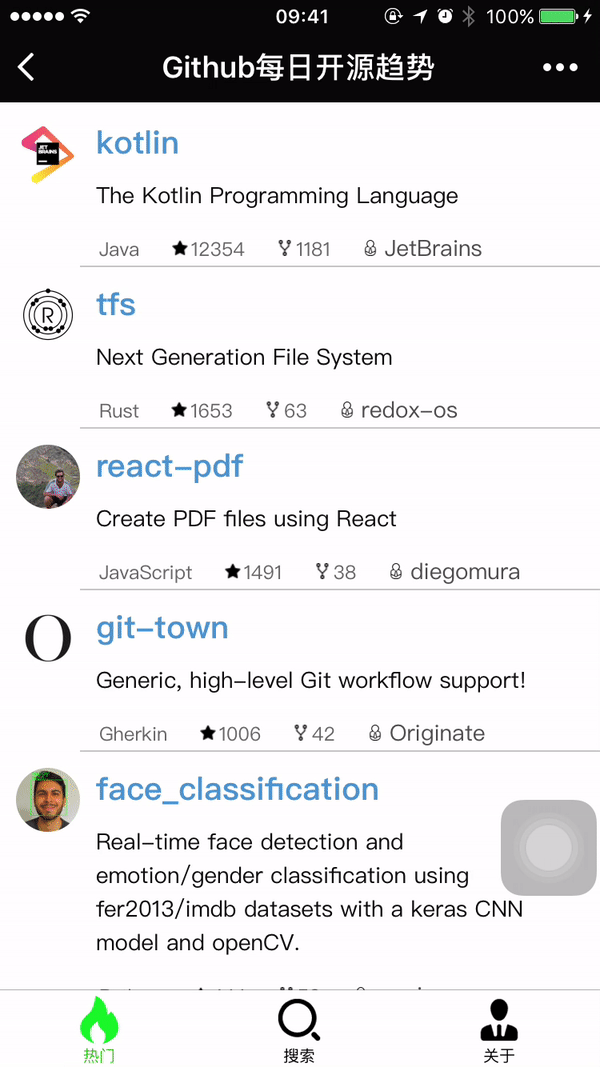 09:41
100%
Github每日开源趋势
JET
BRAINS
kotlin
The Kotlin Programming Language
Java 12354 1181 JetBrains
R
tfs
Next Generation File System
Rust 1653 63 redox-os
react-pdf
Create PDF files using React
JavaScript 1491 38 diegomura
O
git-town
Generic, high-level Git workflow support!
Gherkin 1006 42 Originate
face_classification
Real-time face detection and
emotion/gender classification using
fer2013/imdb datasets with a keras CNN
model and openCV.
热门 搜索 关于